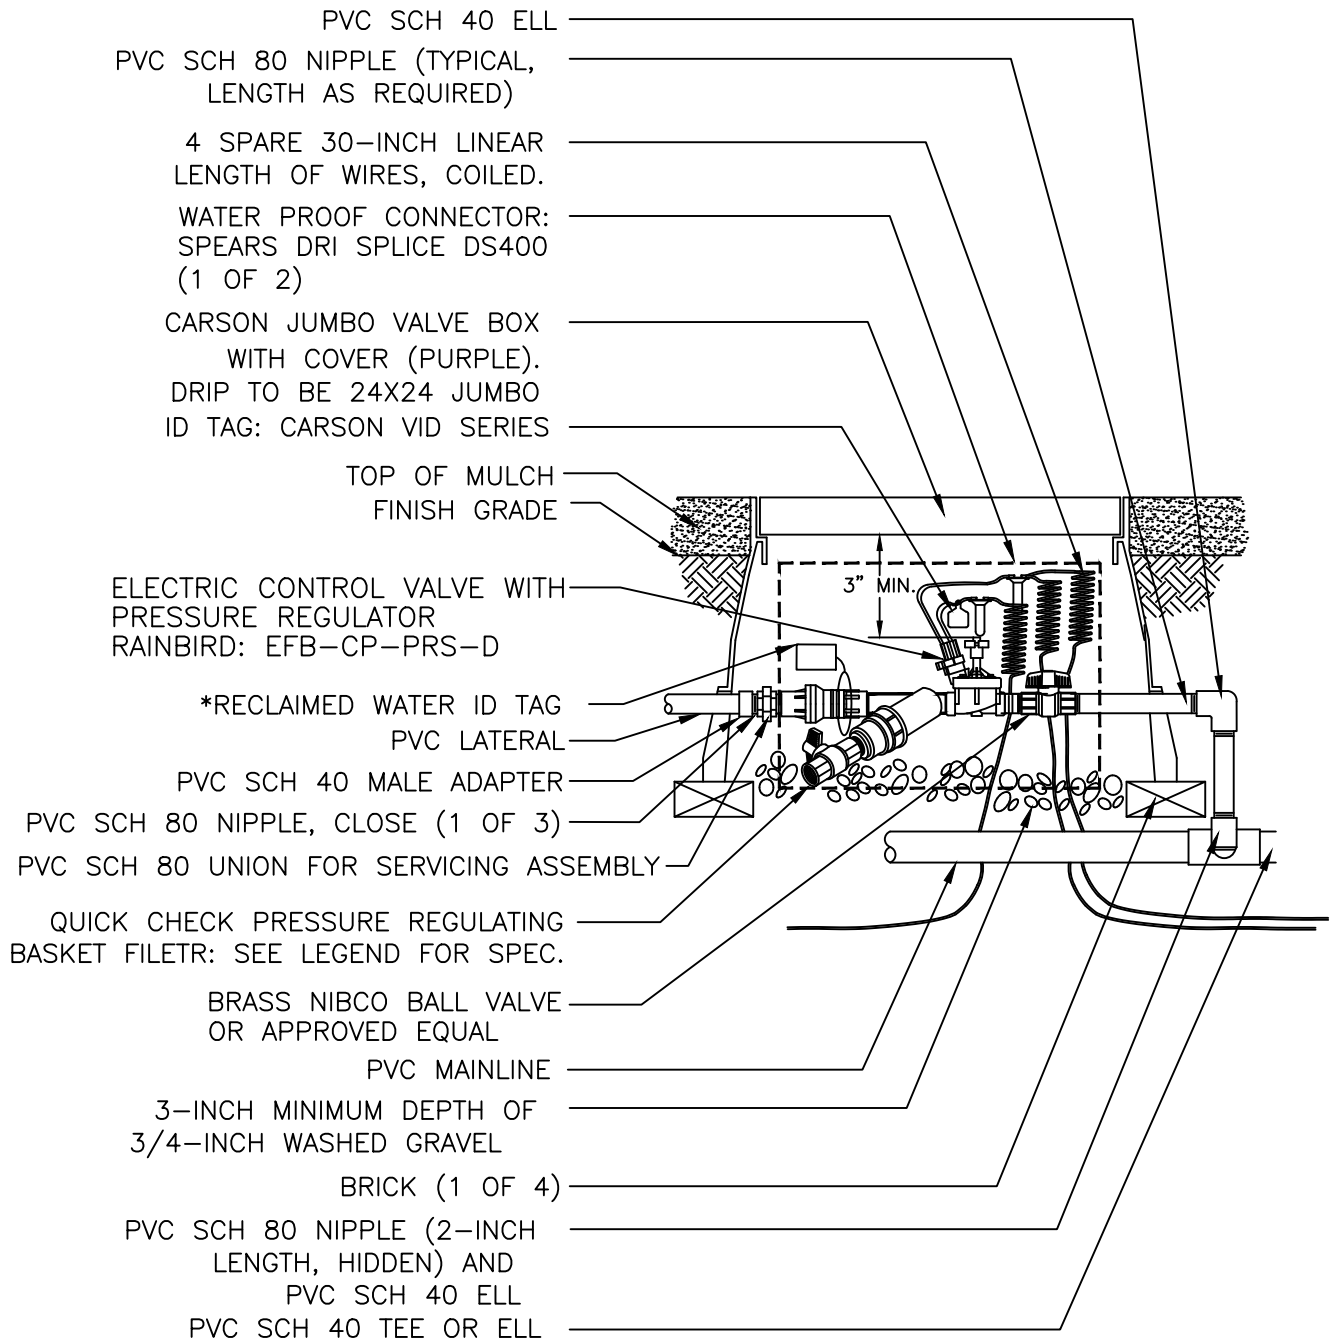 PVC SCH 40 ELL
PVC SCH 80 NIPPLE (TYPICAL,
LENGTH AS REQUIRED)
4 SPARE 30-INCH LINEAR
LENGTH OF WIRES, COILED.
WATER PROOF CONNECTOR:
SPEARS DRI SPLICE DS400
(1 OF 2)
CARSON JUMBO VALVE BOX
WITH COVER (PURPLE).
DRIP TO BE 24X24 JUMBO
ID TAG: CARSON VID SERIES
TOP OF MULCH
FINISH GRADE
3" MIN.
ELECTRIC CONTROL VALVE WITH
PRESSURE REGULATOR
RAINBIRD: EFB-CP-PRS-D
*RECLAIMED WATER ID TAG
PVC LATERAL
PVC SCH 40 MALE ADAPTER
PVC SCH 80 NIPPLE, CLOSE (1 OF 3)
PVC SCH 80 UNION FOR SERVICING ASSEMBLY
QUICK CHECK PRESSURE REGULATING
BASKET FILETR: SEE LEGEND FOR SPEC.
BRASS NIBCO BALL VALVE
OR APPROVED EQUAL
PVC MAINLINE
3-INCH MINIMUM DEPTH OF
3/4-INCH WASHED GRAVEL
BRICK (1 OF 4)
PVC SCH 80 NIPPLE (2-INCH
LENGTH, HIDDEN) AND
PVC SCH 40 ELL
PVC SCH 40 TEE OR ELL